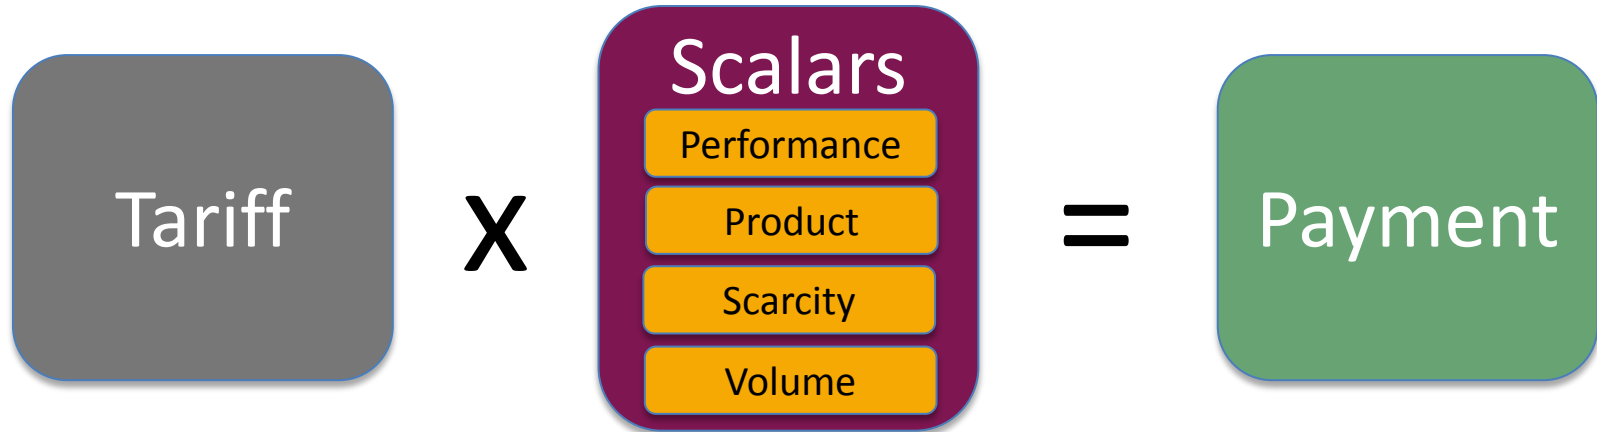 Tariff
x
Scalars
Performance
Product
Scarcity
Volume
=
Payment